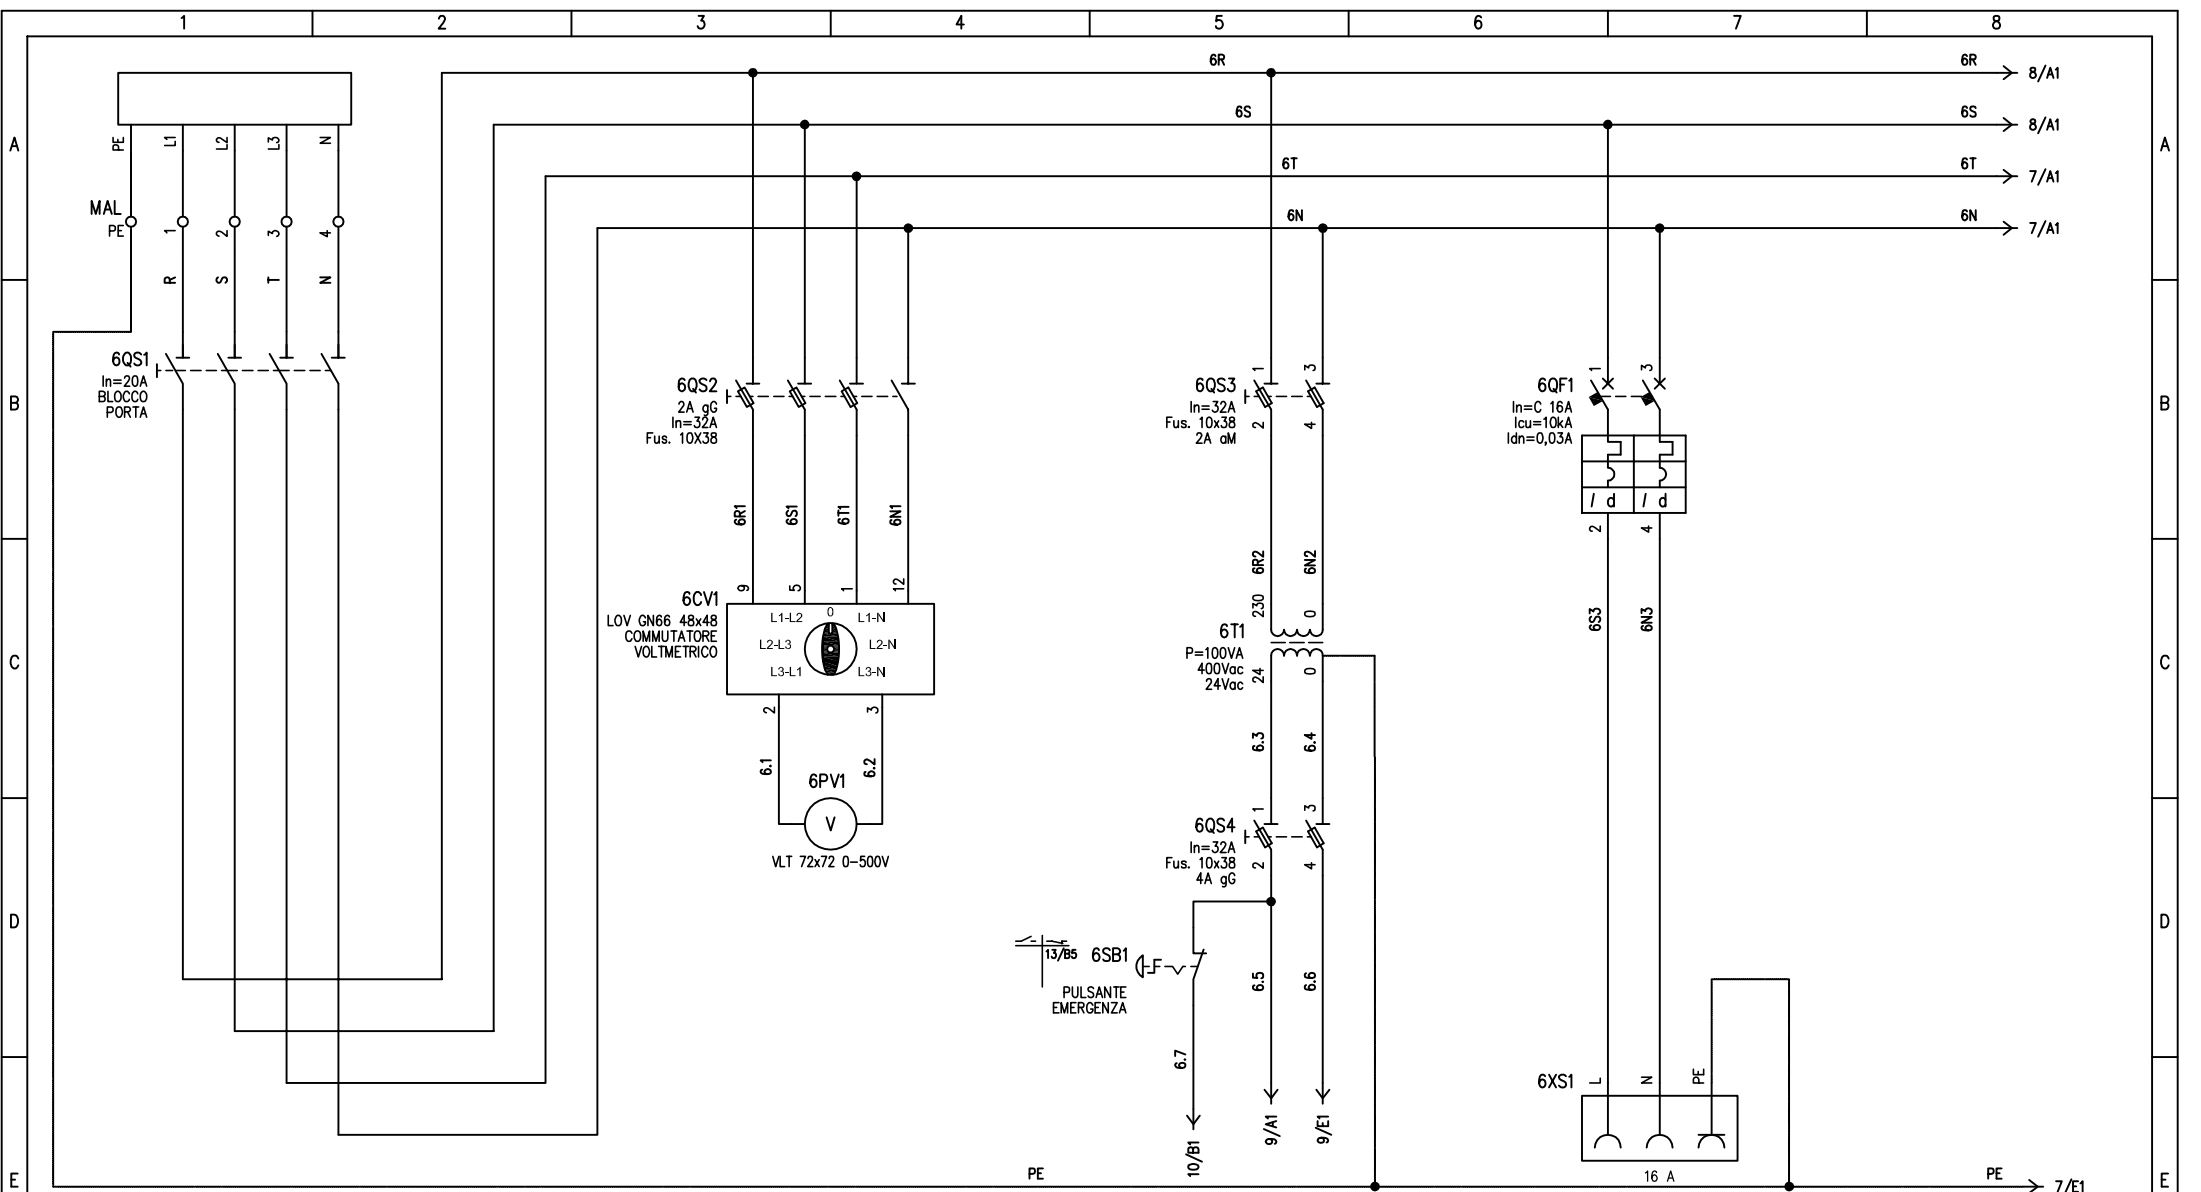 1 2 3 4 5 6 7 8
A A
B B
C C
D D
E E
6R 6R 8/A1
6S 6S 8/A1
6T 6T 7/A1
6N 6N 7/A1
PE L1 L2 L3 N
MAL
PE 1 2 3 4
R S T N
6QS1
In=20A
BLOCCO
PORTA
6QS2
2A gG
In=32A
Fus. 10X38
6R1 6S1 6T1 6N1
9 5 1 12
6CV1
LOV GN66 48x48
COMMUTATORE
VOLTMETRICO
0
L1-L2 L1-N
L2-L3 L2-N
L3-L1 L3-N
2 3
6.1 6.2
6PV1
V
VLT 72x72 0-500V
1 3
6QS3
In=32A
Fus. 10x38
2A aM
2 4
6R2 6N2
230 0
6T1
P=100VA
400Vac
24Vac
24 0
6.3 6.4
1 3
6QS4
In=32A
Fus. 10x38
4A gG
2 4
13/B5
6SB1
PULSANTE
EMERGENZA
6.5 6.6
6.7
10/B1
9/A1
9/E1
1 3
6QF1
In=C 16A
Icu=10kA
Idn=0,03A
I d I d
2 4
6S3 6N3
6XS1
L N PE
16 A
PE PE 7/E1